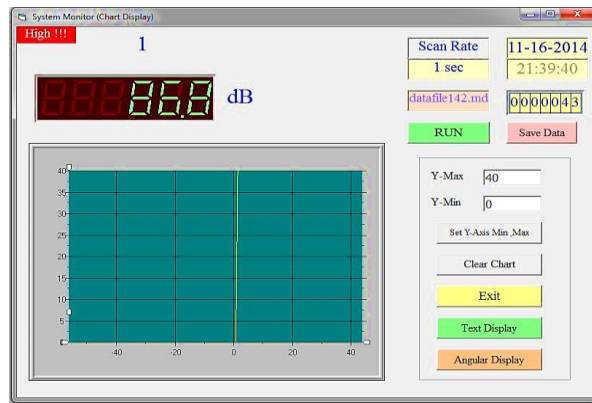 System Monitor (Chart Display)
High !!!
1
86.8 dB
Scan Rate
1 sec
11-16-2014
21:39:40
datafile142.md
0000043
RUN
Save Data
Y-Max 40
Y-Min 0
Set Y-Axis Min ,Max
Clear Chart
Exit
Text Display
Angular Display
40
35
30
25
20
15
10
5
0
-40 -20 0 20 40